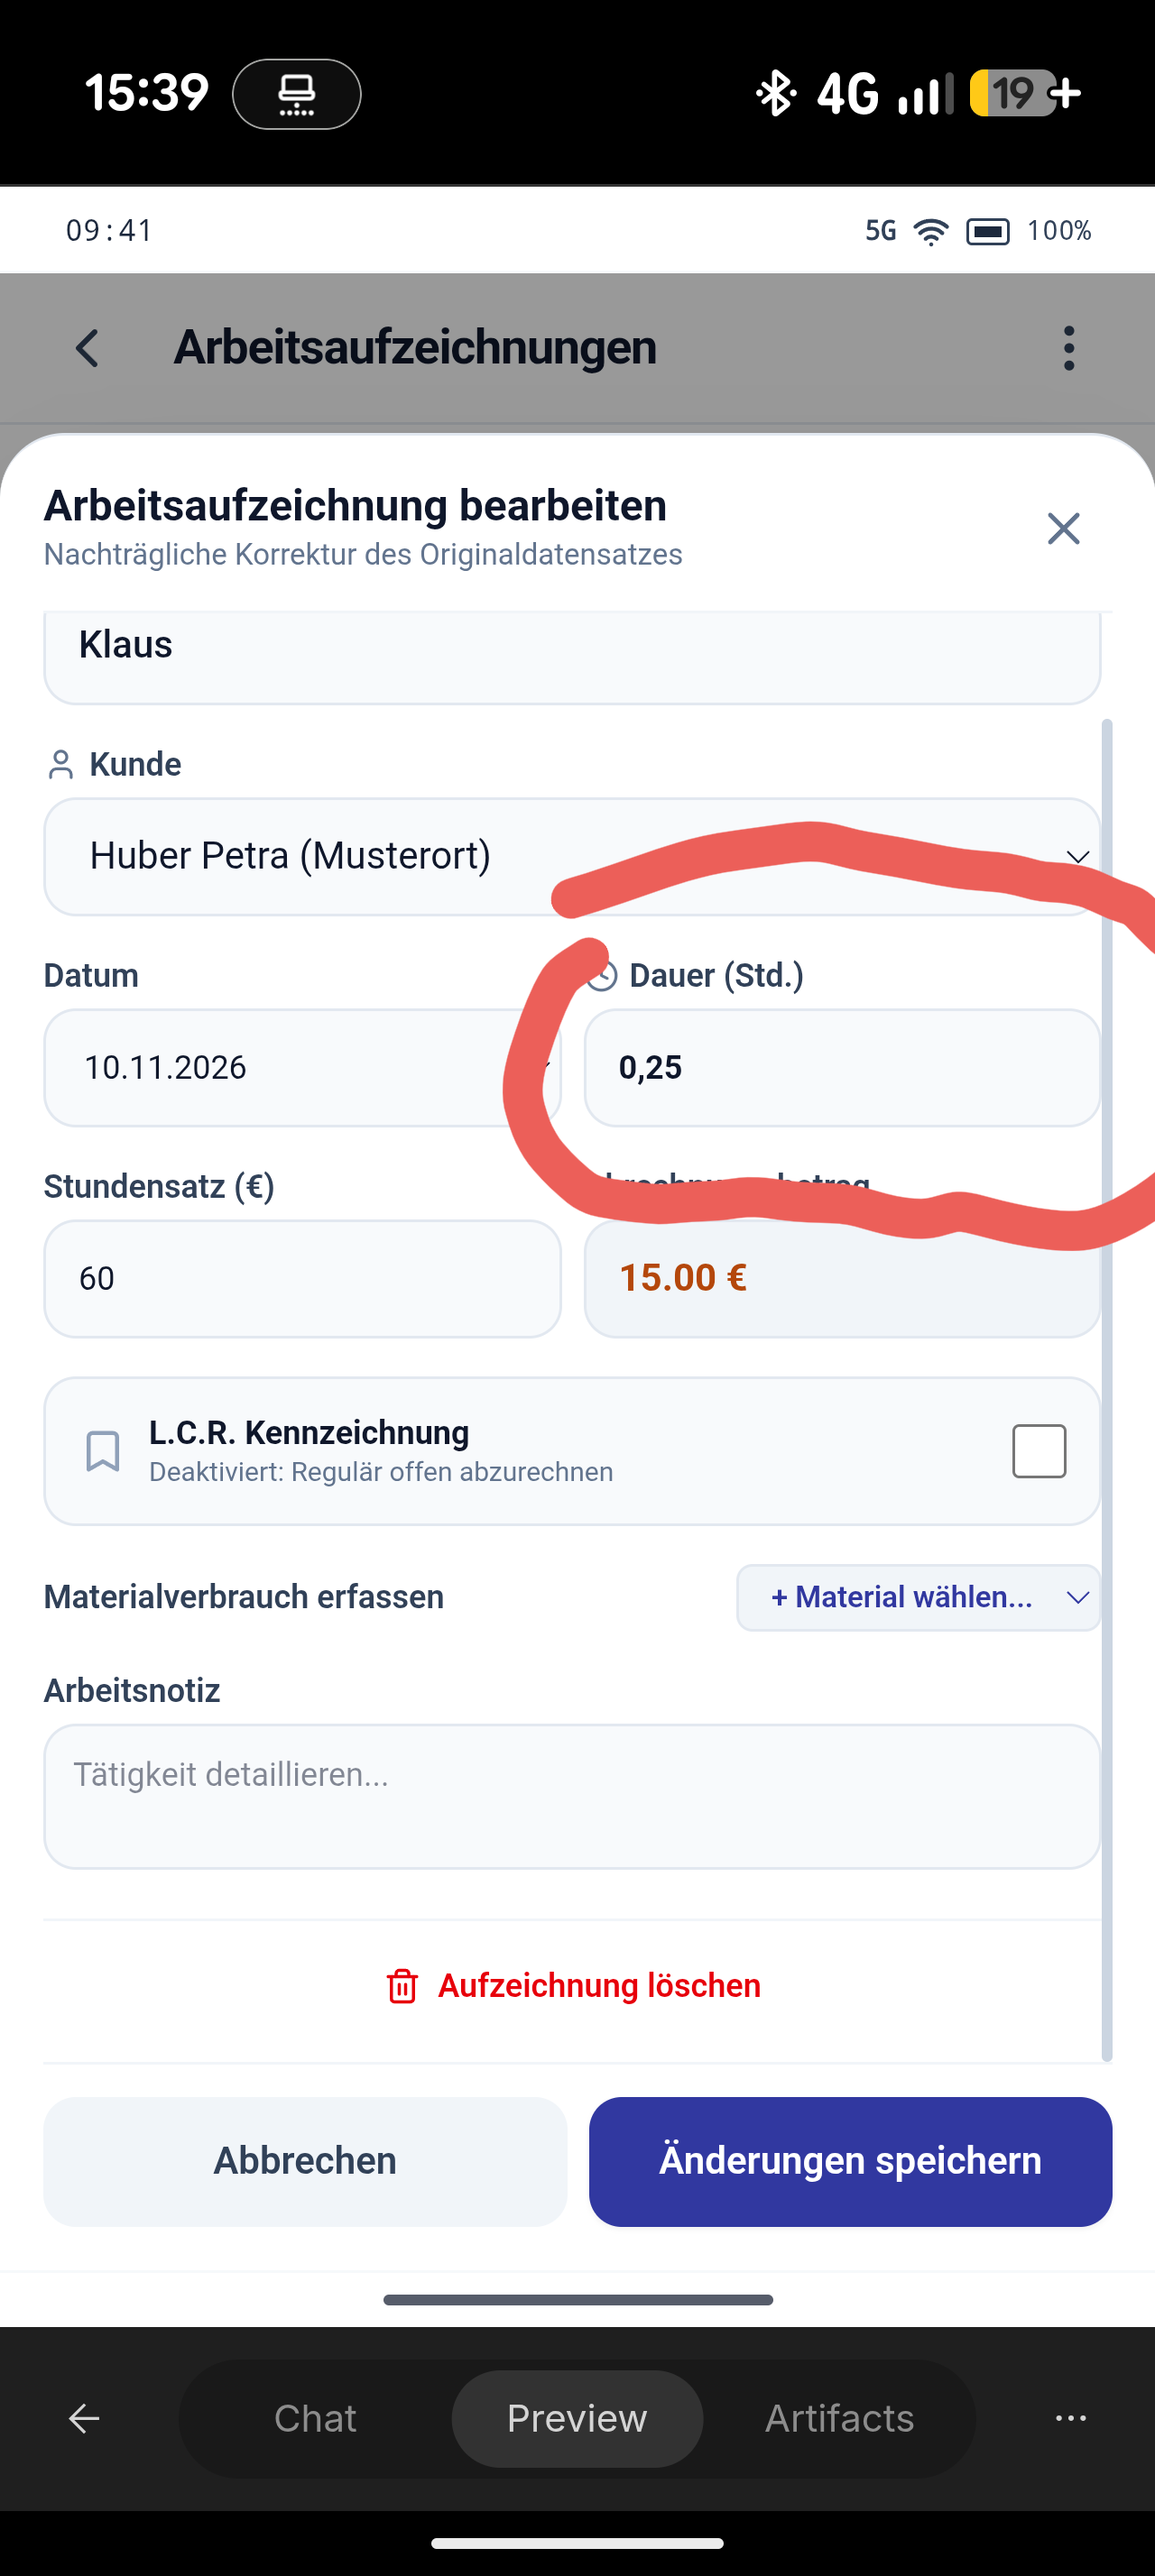 15:39
4G
19
09:41
5G
100%
Arbeitsaufzeichnungen
Arbeitsaufzeichnung bearbeiten
Nachträgliche Korrektur des Originaldatensatzes
Klaus
Kunde
Huber Petra (Musterort)
Datum
Dauer (Std.)
10.11.2026
0,25
Stundensatz (€)
60
15.00 €
L.C.R. Kennzeichnung
Deaktiviert: Regulär offen abzurechnen
Materialverbrauch erfassen
+ Material wählen...
Arbeitsnotiz
Tätigkeit detaillieren...
Aufzeichnung löschen
Abbrechen
Änderungen speichern
Chat
Preview
Artifacts